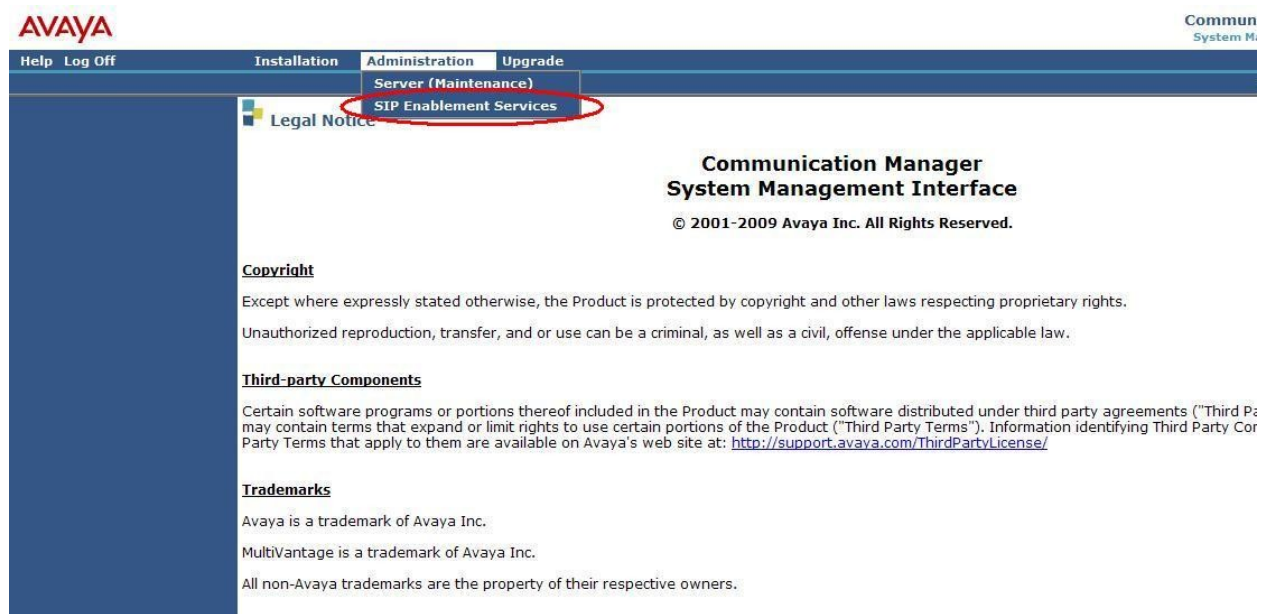 AVAYA
Commun
System Ma
Help Log Off Installation Administration Upgrade
Server (Maintenance)
SIP Enablement Services
Legal Notice
Communication Manager
System Management Interface
© 2001-2009 Avaya Inc. All Rights Reserved.
Copyright
Except where expressly stated otherwise, the Product is protected by copyright and other laws respecting proprietary rights.
Unauthorized reproduction, transfer, and or use can be a criminal, as well as a civil, offense under the applicable law.
Third-party Components
Certain software programs or portions thereof included in the Product may contain software distributed under third party agreements ("Third Pa
may contain terms that expand or limit rights to use certain portions of the Product ("Third Party Terms"). Information identifying Third Party Cor
Party Terms that apply to them are available on Avaya's web site at: http://support.avaya.com/ThirdPartyLicense/
Trademarks
Avaya is a trademark of Avaya Inc.
MultiVantage is a trademark of Avaya Inc.
All non-Avaya trademarks are the property of their respective owners.